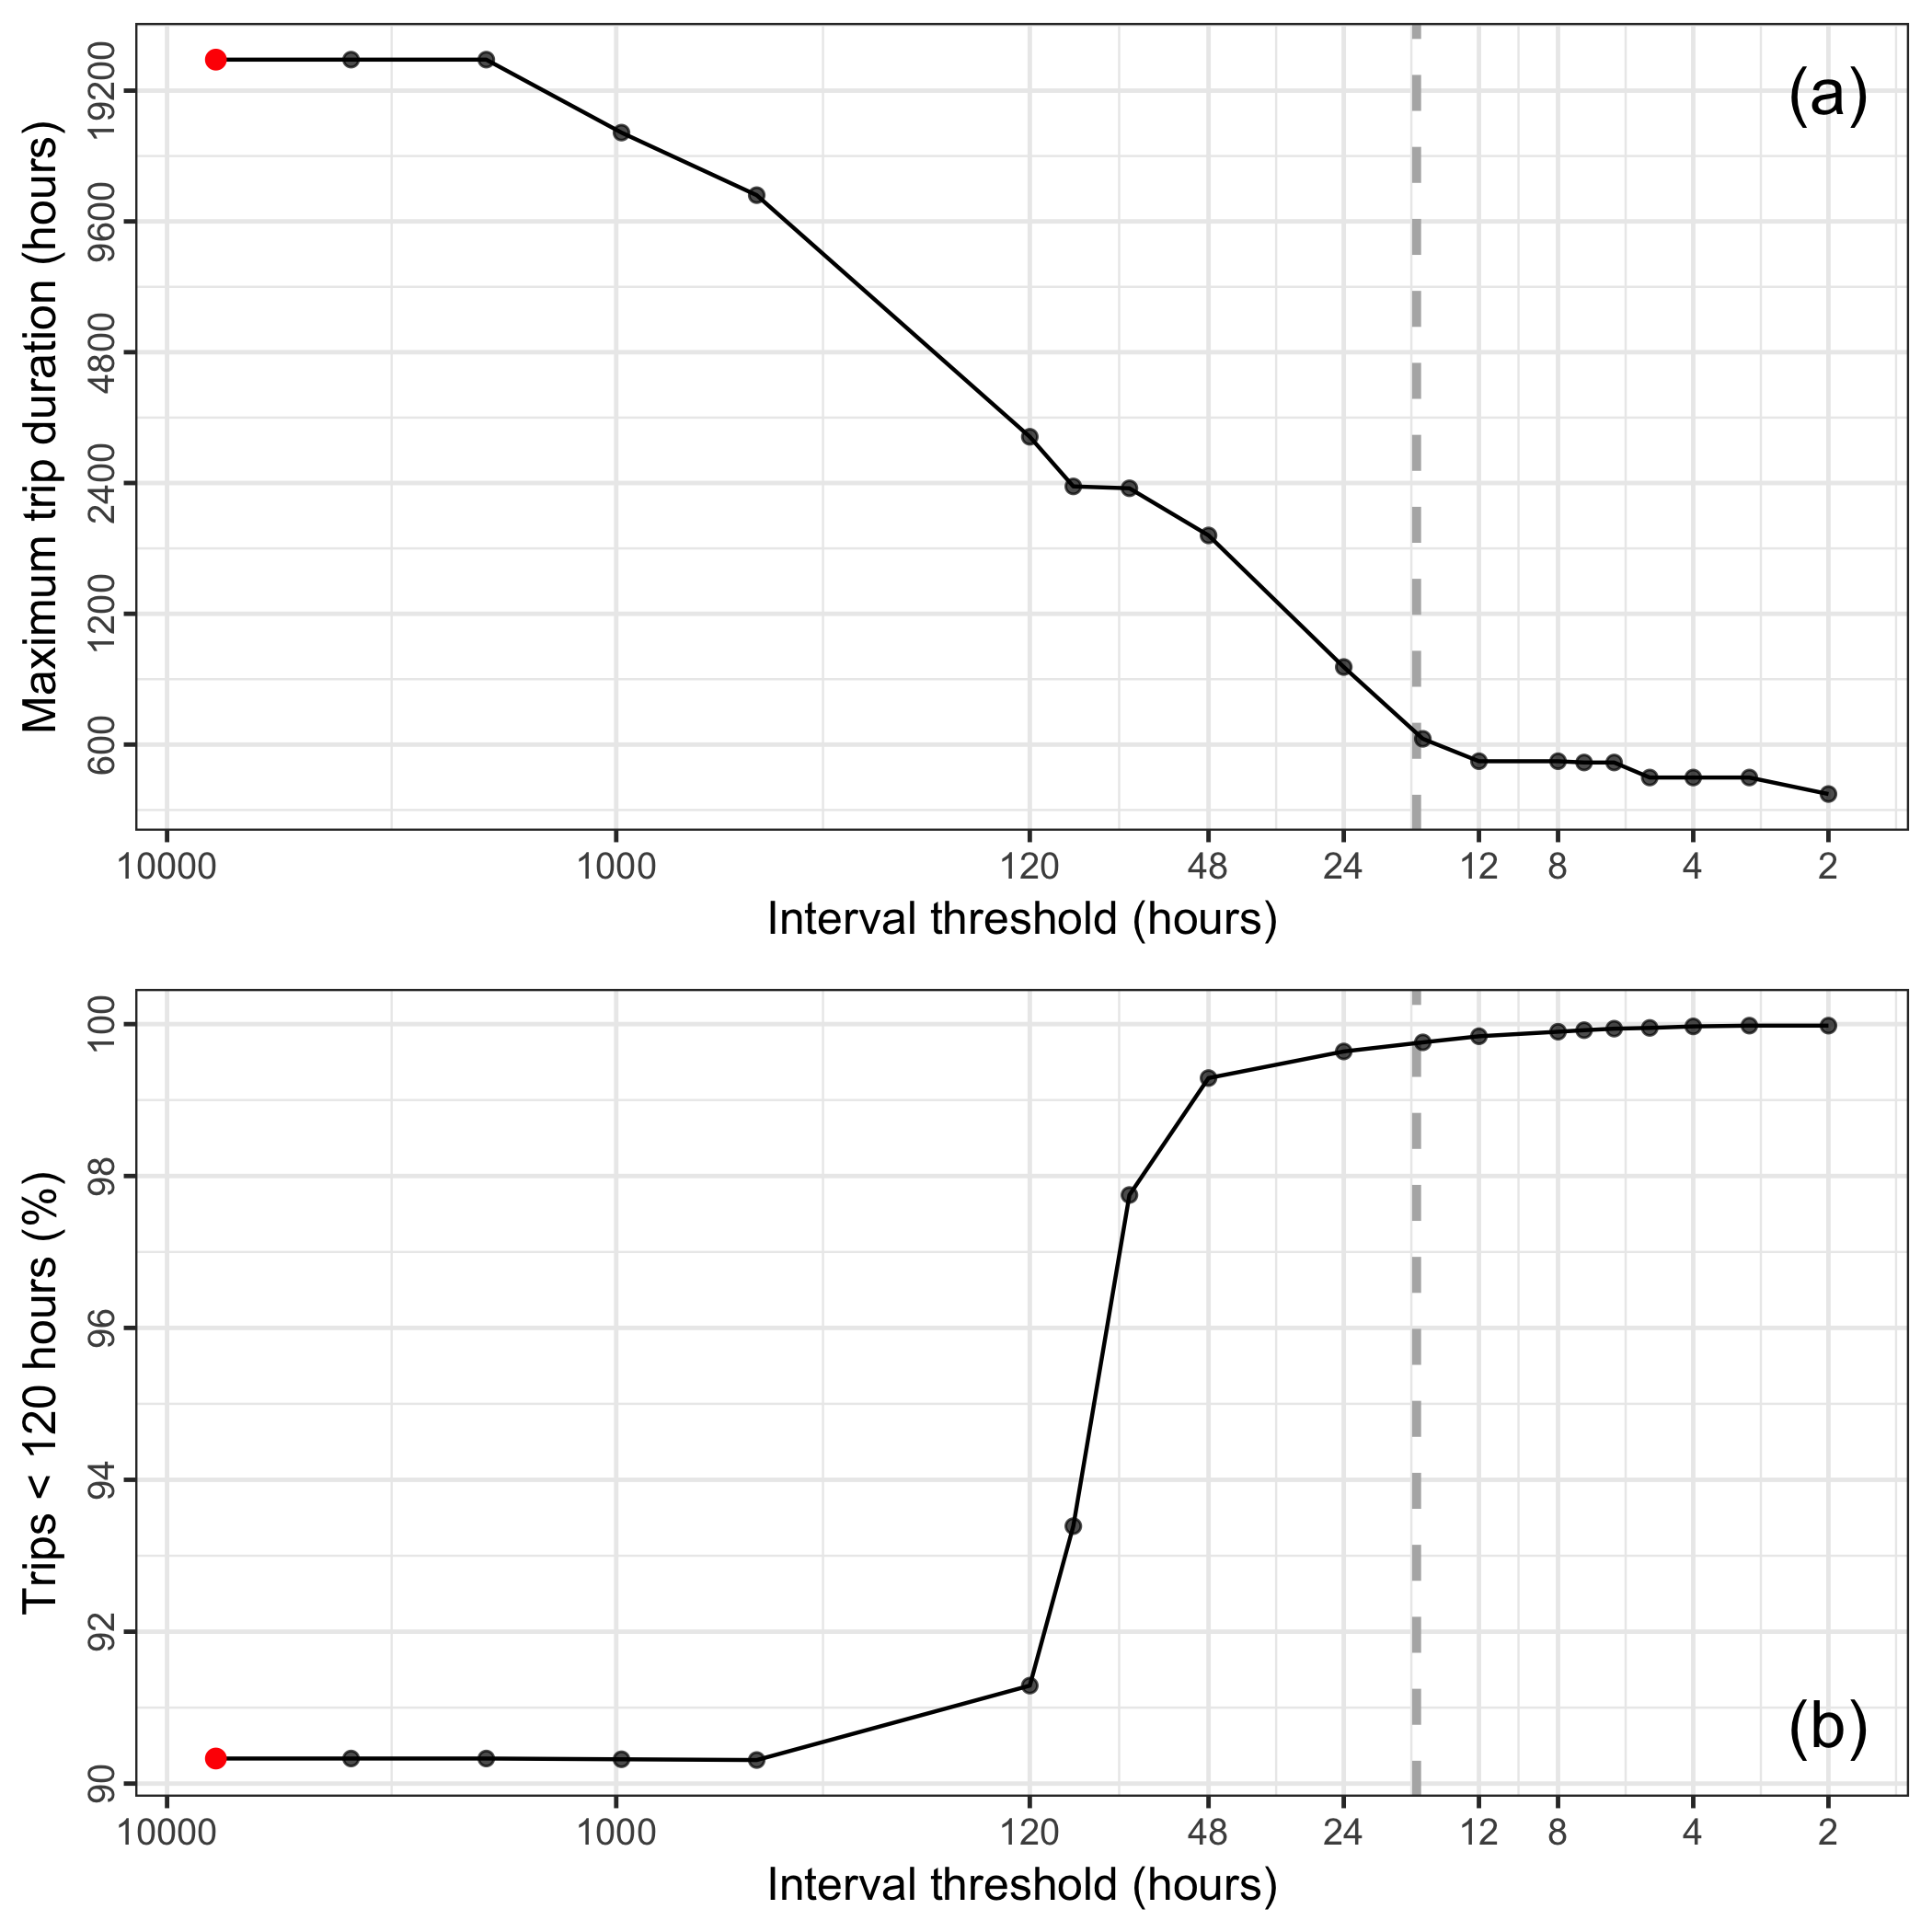 (a)
Maximum trip duration (hours)
19200
9600
4800
2400
1200
600
10000 1000 120 48 24 12 8 4 2
Interval threshold (hours)
(b)
Trips < 120 hours (%)
100
98
96
94
92
90
10000 1000 120 48 24 12 8 4 2
Interval threshold (hours)